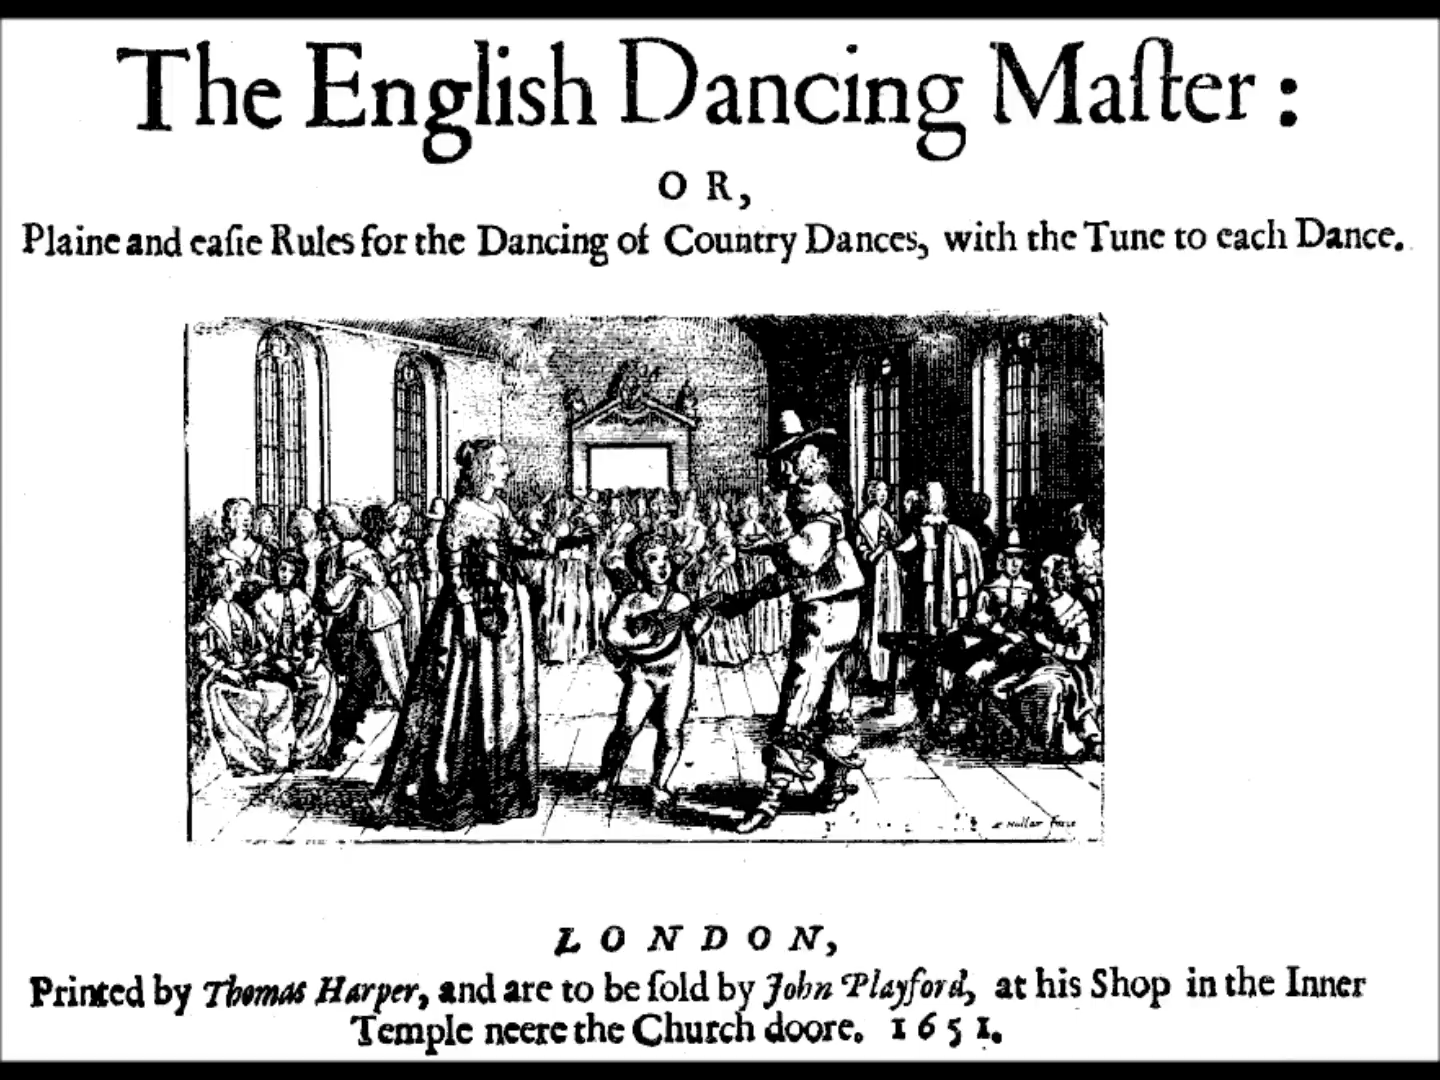 The English Dancing Maſter:
OR,
Plaine and eaſie Rules for the Dancing of Country Dances, with the Tune to each Dance.
Hollar Fecit
LONDON,
Printed by Thomas Harper, and are to be ſold by John Playford, at his Shop in the Inner
Temple neere the Church doore. 1651.